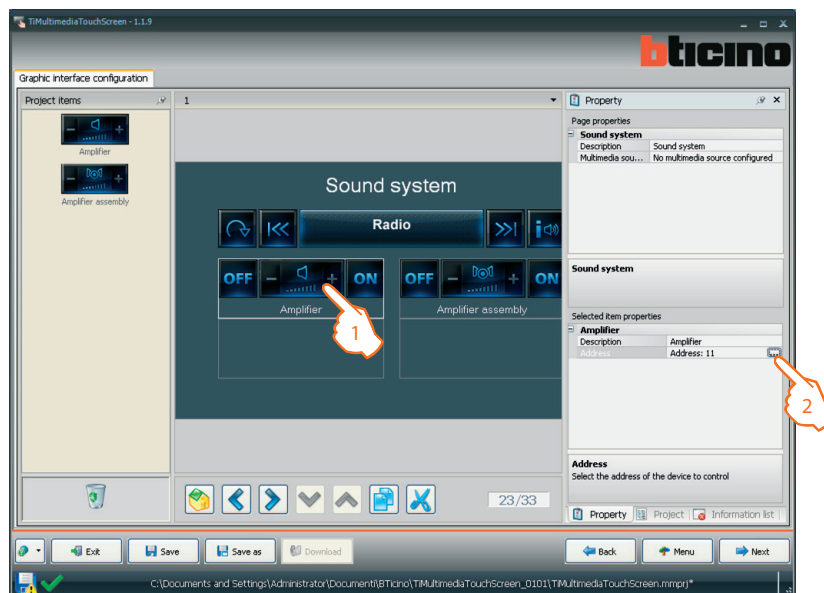 TiMultimediaTouchScreen - 1.1.9
bticino
Graphic interface configuration
Project items
Amplifier
Amplifier assembly
1
Sound system
Radio
OFF
ON
OFF
ON
Amplifier
Amplifier assembly
1
23/33
Property
Page properties
Sound system
Description Sound system
Multimedia sou... No multimedia source configured
Sound system
Selected item properties
Amplifier
Description Amplifier
Address Address: 11
2
Address
Select the address of the device to control
Property Project Information list
Exit Save Save as Download Back Menu Next
C:\Documents and Settings\Administrator\Documenti\BTicino\TiMultimediaTouchScreen_0101\TiMultimediaTouchScreen.mmprj*